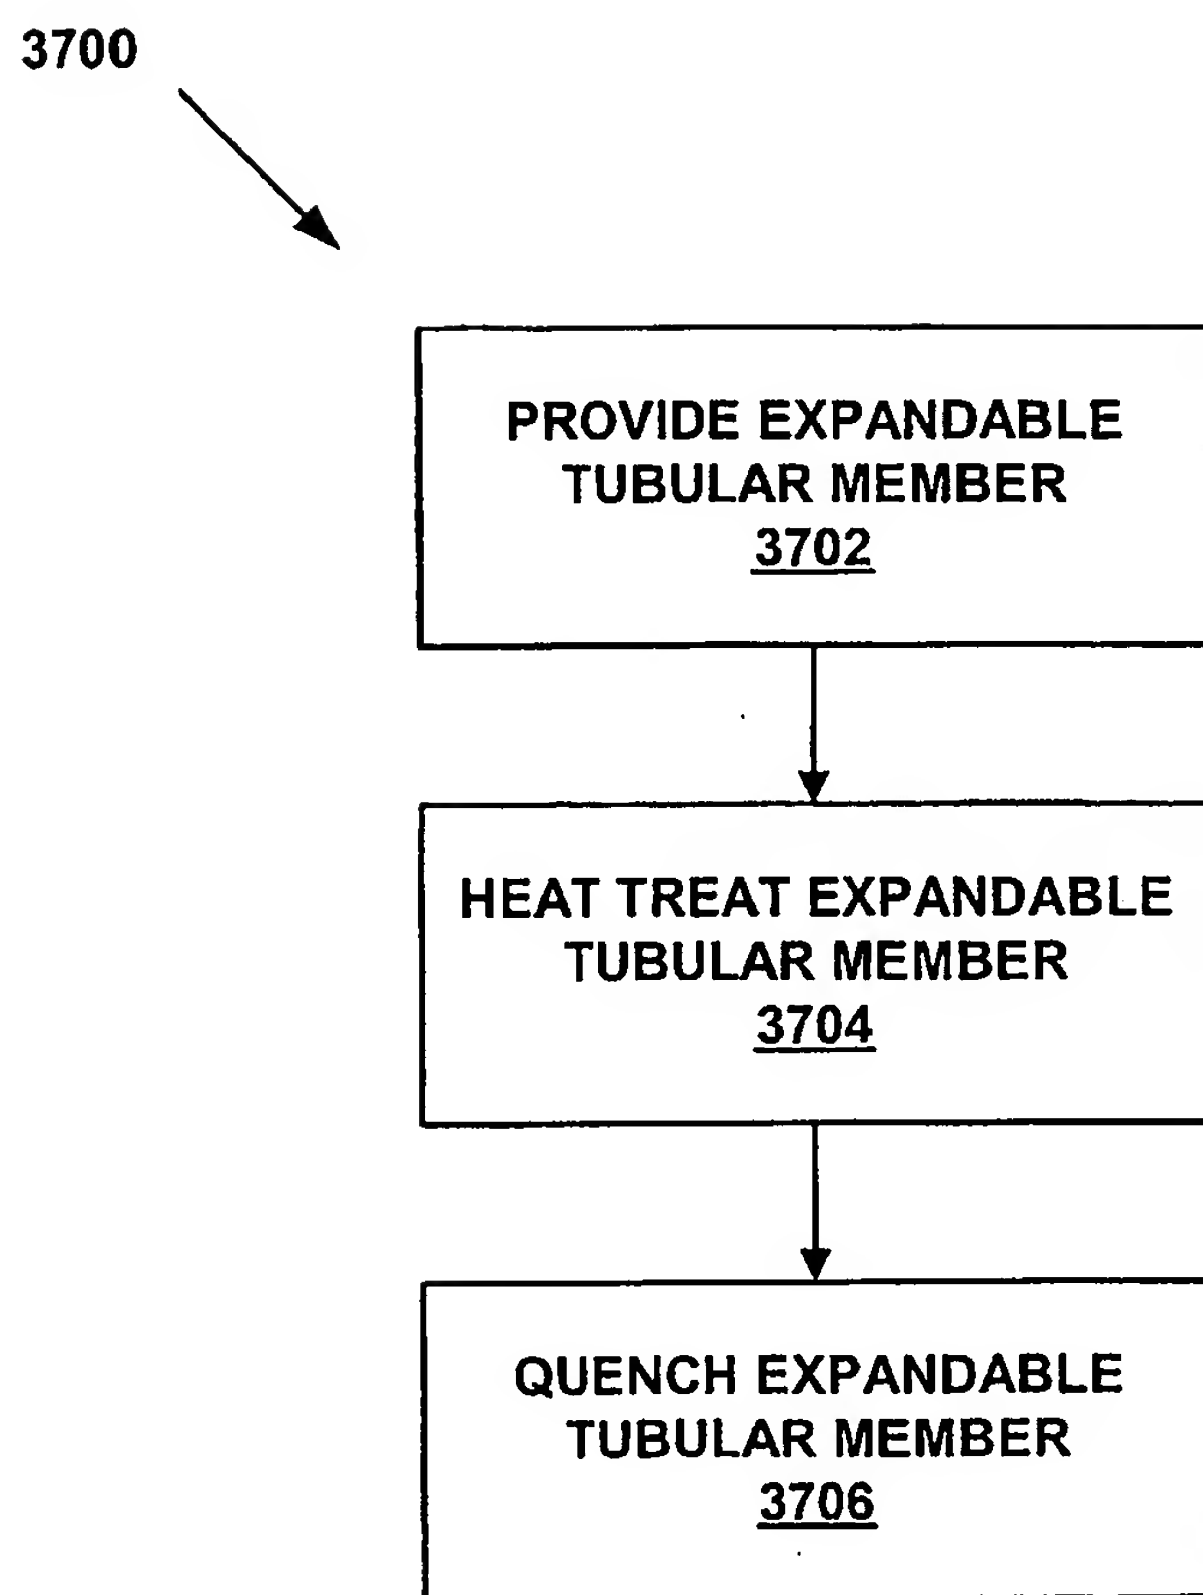 3700
PROVIDE EXPANDABLE
TUBULAR MEMBER
3702
HEAT TREAT EXPANDABLE
TUBULAR MEMBER
3704
QUENCH EXPANDABLE
TUBULAR MEMBER
3706